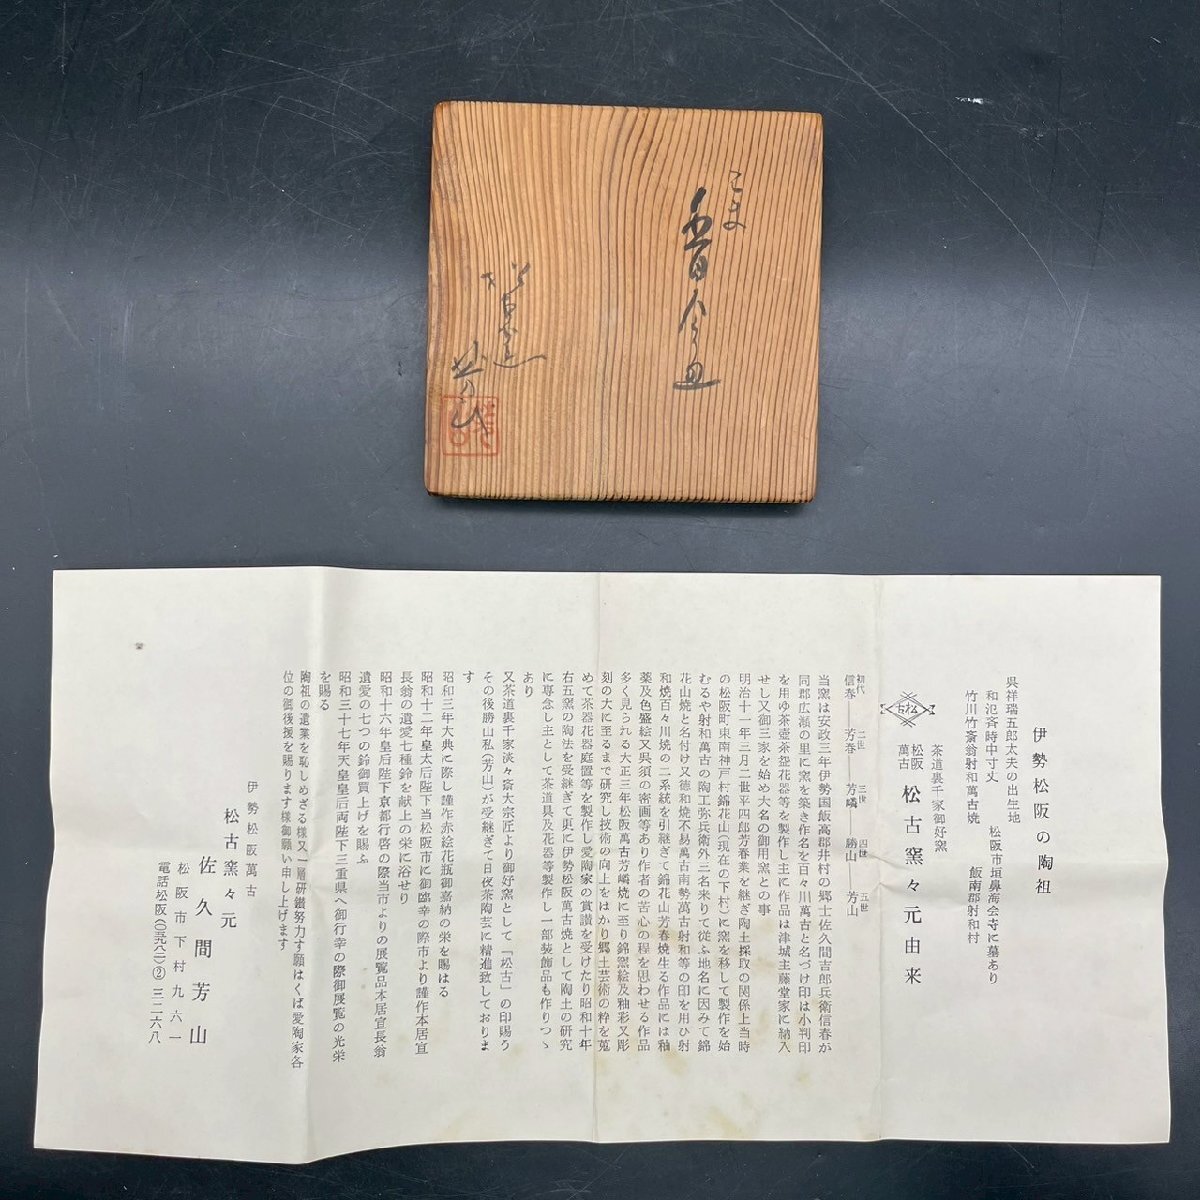 こま
香合
伊勢松阪の陶祖
呉祥瑞五郎太夫の出生地
松阪市垣鼻海会寺に墓あり
和氾斉時中寸丈
飯南郡射和村
竹川竹斎翁射和萬古焼
茶道裏千家御好窯
松阪
萬古
松古窯々元由来
松古
初代 二世 三世 四世 五世
信春―芳春―芳嶙―勝山―芳山
当窯は安政三年伊勢国飯高郡井村の郷士佐久間吉郎兵衛信春が
同郡広瀬の里に窯を築き作名を百々川萬古と名づけ印は小判印
を用ゆ茶壺茶盌花器等を製作し主に作品は津城主藤堂家に納入
せし又御三家を始め大名の御用窯との事
明治十一年三月二世平四郎芳春業を継ぎ陶土採取の関係上当時
の松阪町東南神戸村錦花山(現在の下村)に窯を移して製作を始
むるや射和萬古の陶工弥兵衛外三名来りて従ふ地名に因みて錦
花山焼と名付け又徳和焼不易萬古南勢萬古射和等の印を用ひ射
和焼百々川焼の二系統を引継ぎて錦花山芳春焼生る作品には釉
薬及色盛絵又呉須の密画等あり作者の苦心の程を思わせる作品
多く見られる大正三年松阪萬古芳嶙焼に至り錦窯絵及釉彩又彫
刻の大に至るまで研究し技術の向上をはかり郷土芸術の粋を蒐
めて茶器花器庭置等を製作し愛陶家の賞讃を受けたり昭和十年
右五窯の陶法を受継ぎて更に伊勢松阪萬古焼として陶土の研究
に専念し主として茶道具及花器等製作し一部装飾品も作りつゝ
あり
又茶道裏千家淡々斎大宗匠より御好窯として「松古」の印賜う
その後勝山私(芳山)が受継ぎて日夜茶陶芸に精進致しておりま
す
昭和三年大典に際し謹作赤絵花瓶御嘉納の栄を賜はる
昭和十二年皇太后陛下当松阪市に御臨幸の際市より謹作本居宣
長翁の遺愛七種鈴を献上の栄に浴せり
昭和十六年皇后陛下京都行啓の際当市よりの展覧品本居宣長翁
遺愛の七つの鈴御買上げを賜ふ
昭和三十七年天皇皇后両陛下三重県へ御行幸の際御展覧の光栄
を賜る
陶祖の遺業を恥しめざる様又一層研鑽努力す願はくば愛陶家各
位の御後援を賜ります様御願い申し上げます
伊勢松阪萬古
松古窯々元
佐久間芳山
松阪市下村九六一
電話松阪(〇五九八二)②三二六八